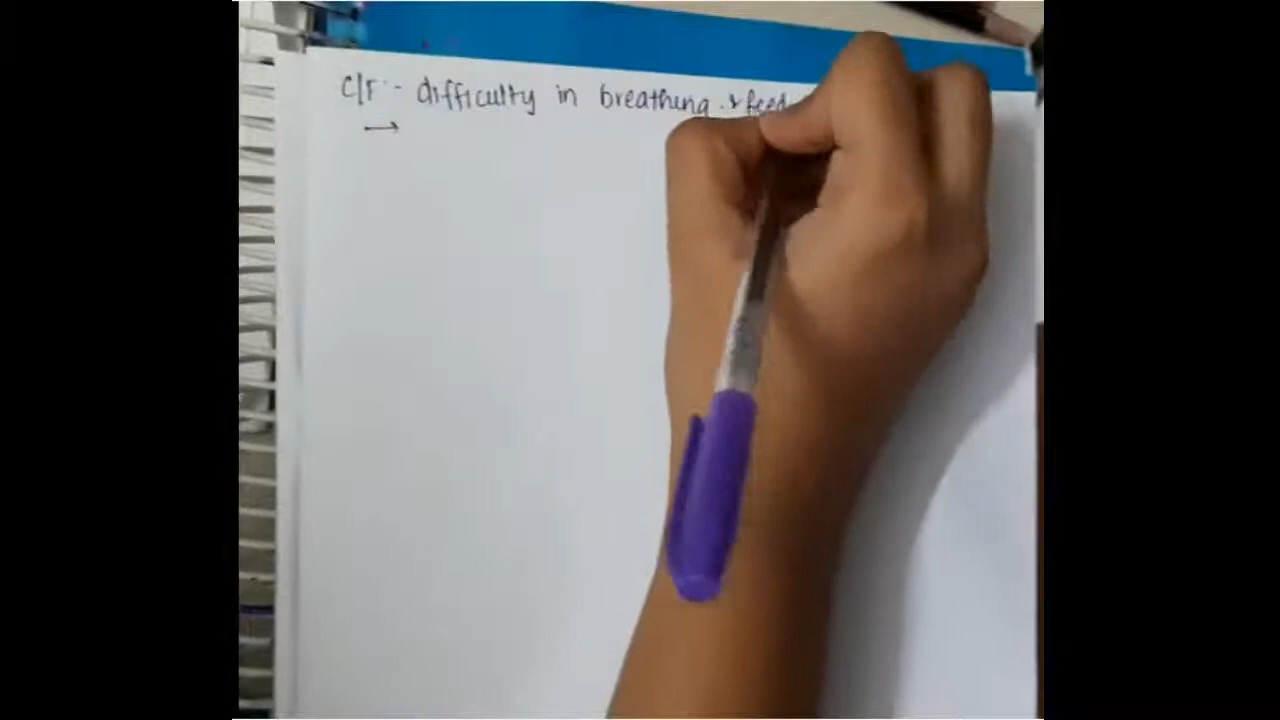 C/F:- difficulty in breathing & feed
→